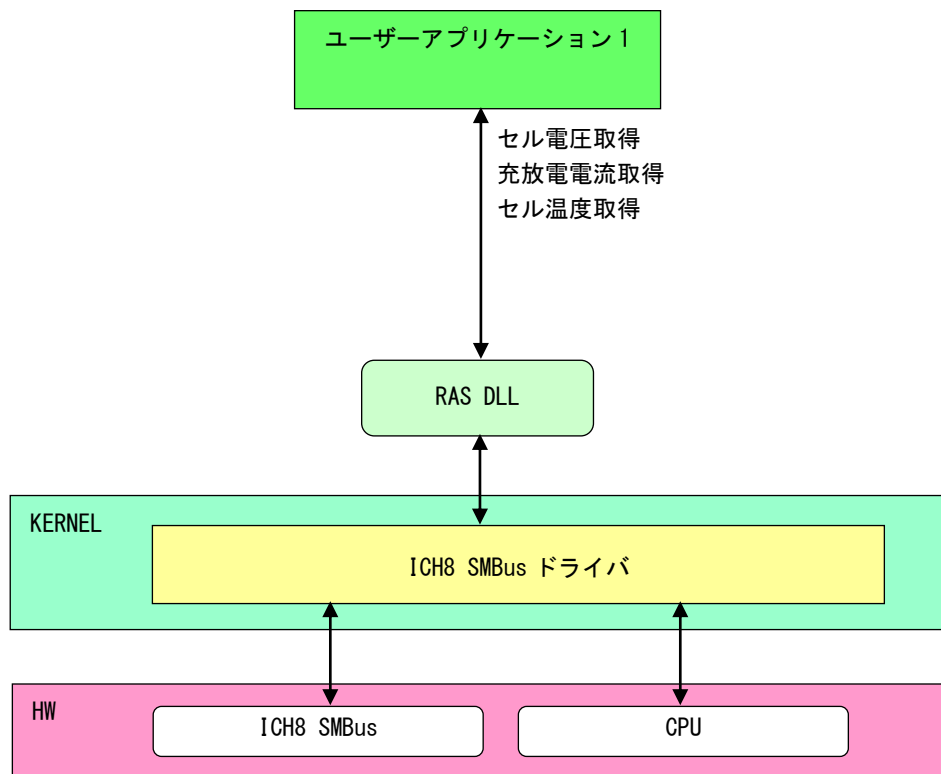 ユーザーアプリケーション1
セル電圧取得
充放電電流取得
セル温度取得
RAS DLL
KERNEL
ICH8 SMBus ドライバ
HW
ICH8 SMBus
CPU